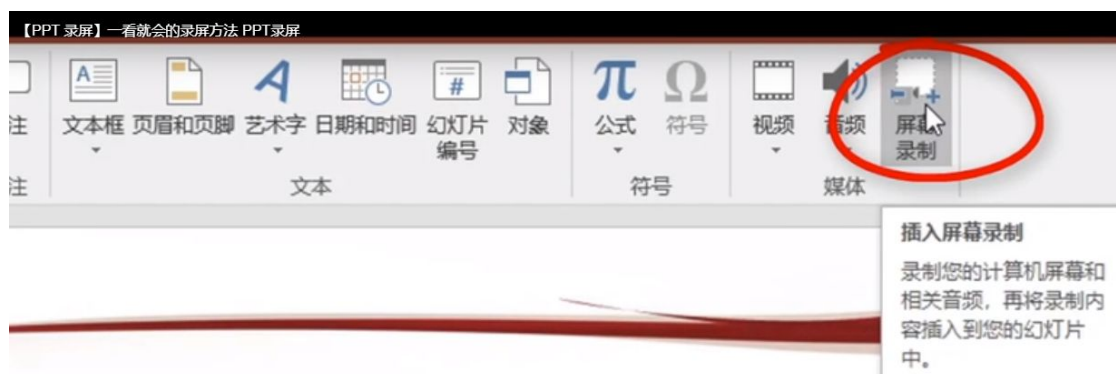 【PPT 录屏】一看就会的录屏方法 PPT录屏
A
#
π
Ω
注 文本框 页眉和页脚 艺术字 日期和时间 幻灯片编号 对象 公式 符号 视频 音频 屏幕录制
注 文本 符号 媒体
插入屏幕录制
录制您的计算机屏幕和
相关音频，再将录制内
容插入到您的幻灯片
中。